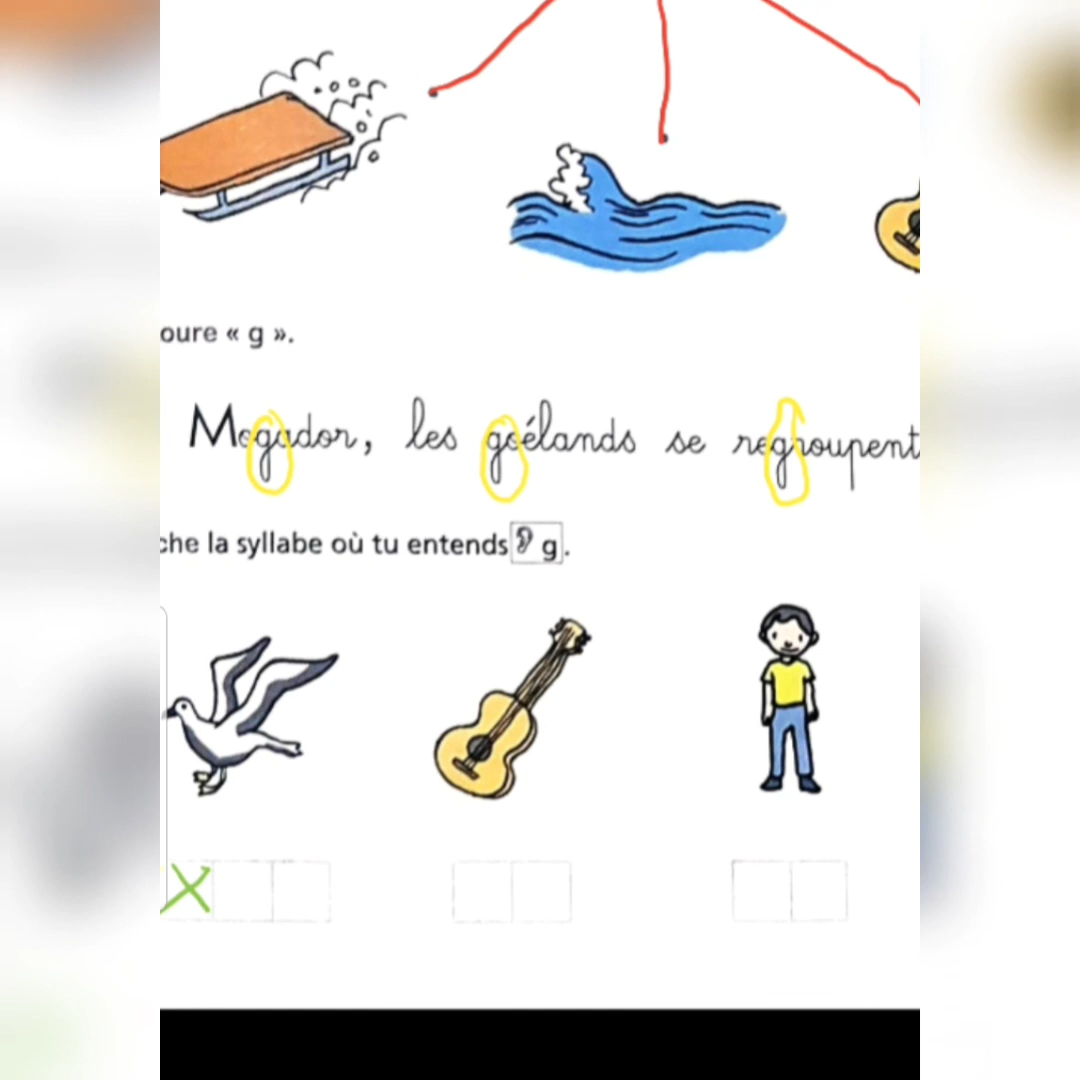 oure « g ».
Mogador, les goélands se regroupent
che la syllabe où tu entends g.